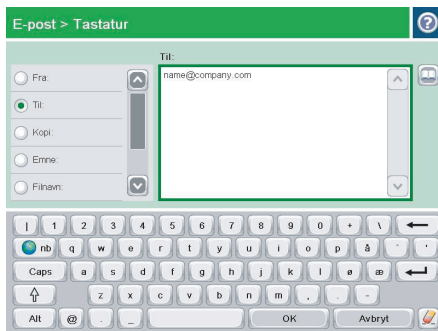 E-post > Tastatur
?
Til:
Fra:
Til:
Kopi:
Emne:
Filnavn:
name@company.com
| 1 2 3 4 5 6 7 8 9 0 + \
nb q w e r t y u i o p å ¨ '
Caps a s d f g h j k l ø æ
z x c v b n m , . -
Alt @ . _ OK Avbryt